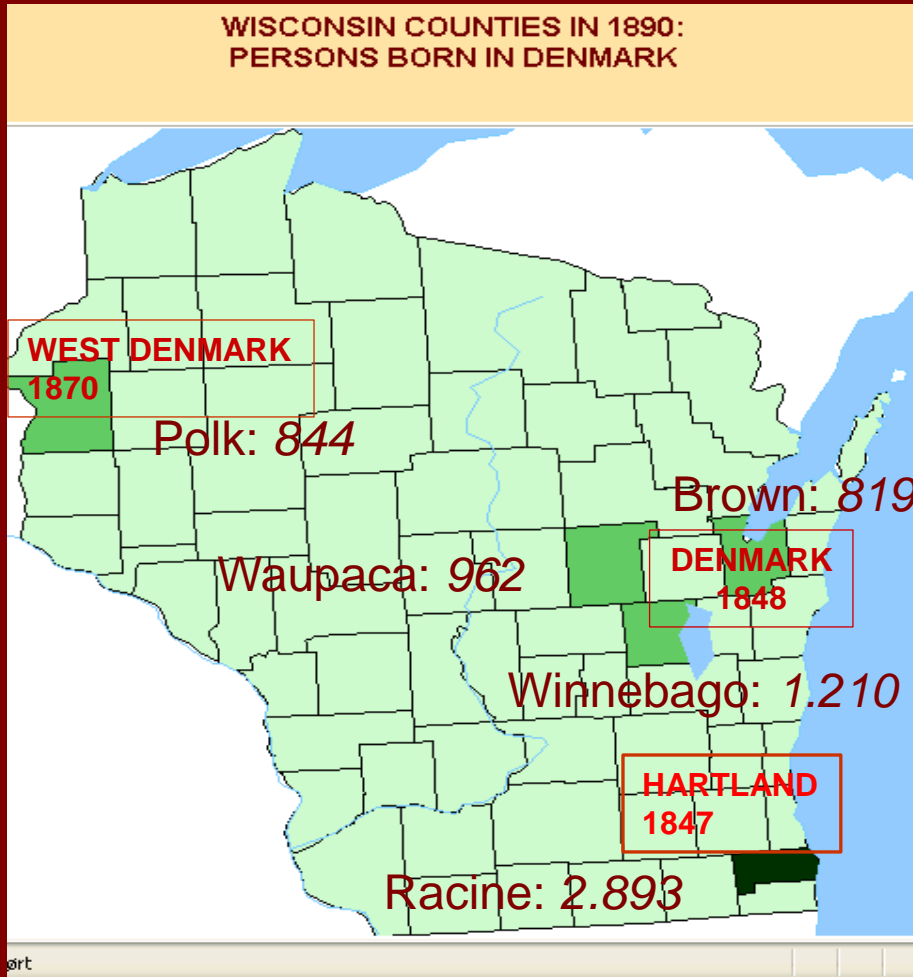 WISCONSIN COUNTIES IN 1890:
PERSONS BORN IN DENMARK
WEST DENMARK
1870
Polk: 844
Brown: 819
Waupaca: 962
DENMARK
1848
Winnebago: 1.210
HARTLAND
1847
Racine: 2.893
ørt